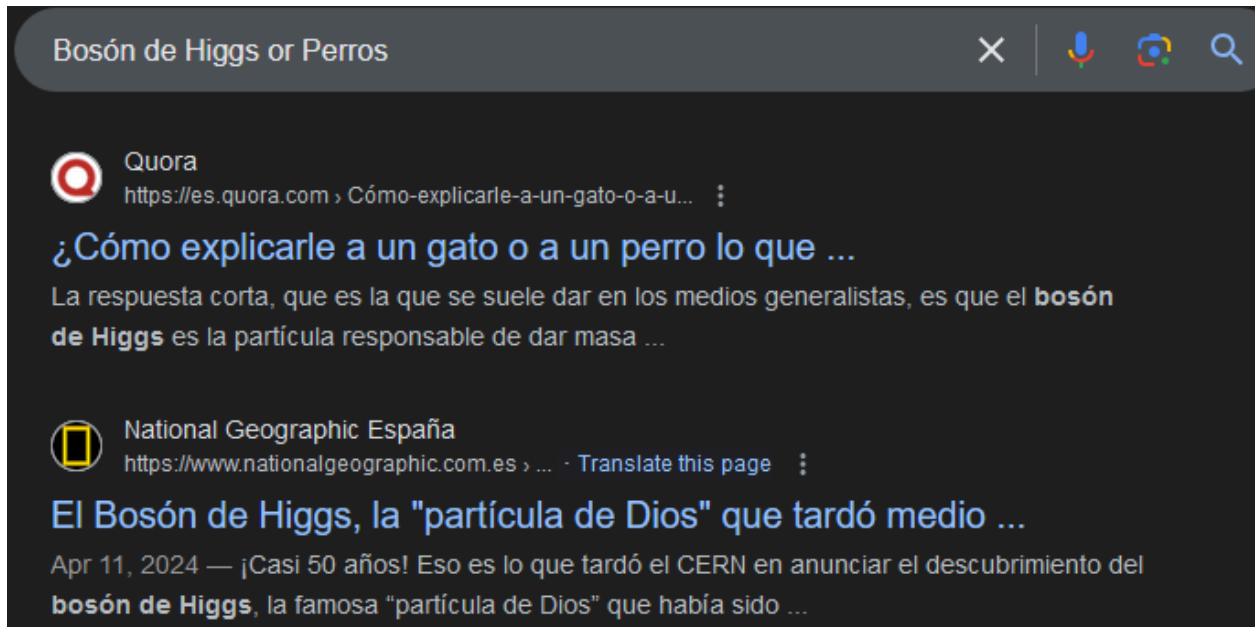 Bosón de Higgs or Perros
Quora
https://es.quora.com › Cómo-explicarle-a-un-gato-o-a-u...
¿Cómo explicarle a un gato o a un perro lo que ...
La respuesta corta, que es la que se suele dar en los medios generalistas, es que el bosón
de Higgs es la partícula responsable de dar masa ...
National Geographic España
https://www.nationalgeographic.com.es › ... · Translate this page
El Bosón de Higgs, la "partícula de Dios" que tardó medio ...
Apr 11, 2024 — ¡Casi 50 años! Eso es lo que tardó el CERN en anunciar el descubrimiento del
bosón de Higgs, la famosa “partícula de Dios” que había sido ...